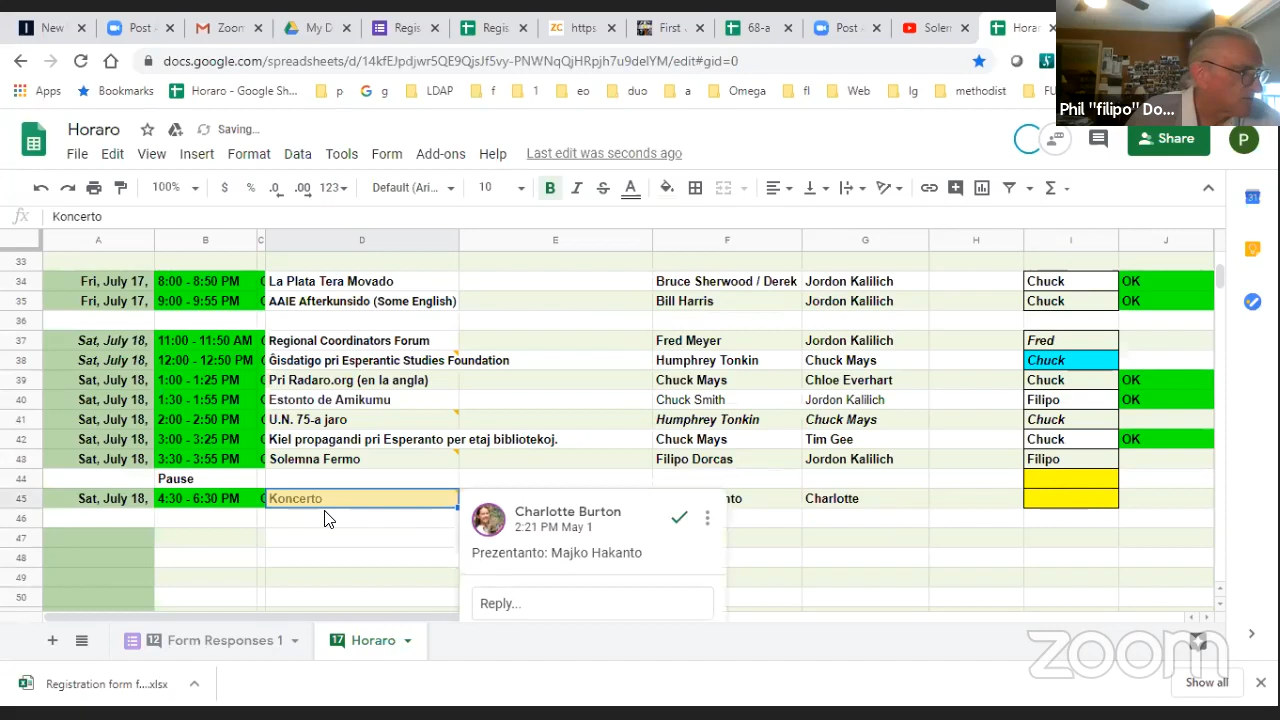 New
Post -
Zoom
My D
Regis
Regis
https
First
68-a
Post -
Solen
Horar
docs.google.com/spreadsheets/d/14kfEJpqLwr5QE9QjsJf5vy-PNWNqQjHRpjh7u9delYM/edit#gid=0
Apps
Bookmarks
Horaro - Google Sh...
p
g
LDAP
f
1
eo
duo
a
Omega
fl
Web
lg
methodist
Phil "filipo" Do...
Horaro
Saving...
File Edit View Insert Format Data Tools Form Add-ons Help Last edit was seconds ago
Share
P
100% $ % .0 .00 123 Default (Ari... 10 B I S A
fx Koncerto
A B C D E F G H I J
33
34 Fri, July 17, 8:00 - 8:50 PM La Plata Tera Movado Bruce Sherwood / Derek Jordon Kalilich Chuck OK
35 Fri, July 17, 9:00 - 9:55 PM AAIE Afterkunsido (Some English) Bill Harris Jordon Kalilich Chuck OK
36
37 Sat, July 18, 11:00 - 11:50 AM Regional Coordinators Forum Fred Meyer Jordon Kalilich Fred
38 Sat, July 18, 12:00 - 12:50 PM Ĝisdatigo pri Esperantic Studies Foundation Humphrey Tonkin Chuck Mays Chuck
39 Sat, July 18, 1:00 - 1:25 PM Pri Radaro.org (en la angla) Chuck Mays Chloe Everhart Chuck OK
40 Sat, July 18, 1:30 - 1:55 PM Estonto de Amikumu Chuck Smith Jordon Kalilich Filipo OK
41 Sat, July 18, 2:00 - 2:50 PM U.N. 75-a jaro Humphrey Tonkin Chuck Mays Chuck
42 Sat, July 18, 3:00 - 3:25 PM Kiel propagandi pri Esperanto per etaj bibliotekoj. Chuck Mays Tim Gee Chuck OK
43 Sat, July 18, 3:30 - 3:55 PM Solemna Fermo Filipo Dorcas Jordon Kalilich Filipo
44 Pause
45 Sat, July 18, 4:30 - 6:30 PM Koncerto nto Charlotte
46
47
48
49
50
Charlotte Burton
2:21 PM May 1
Prezentanto: Majko Hakanto
Reply...
12 Form Responses 1
17 Horaro
zoom
Registration form f....xlsx
Show all